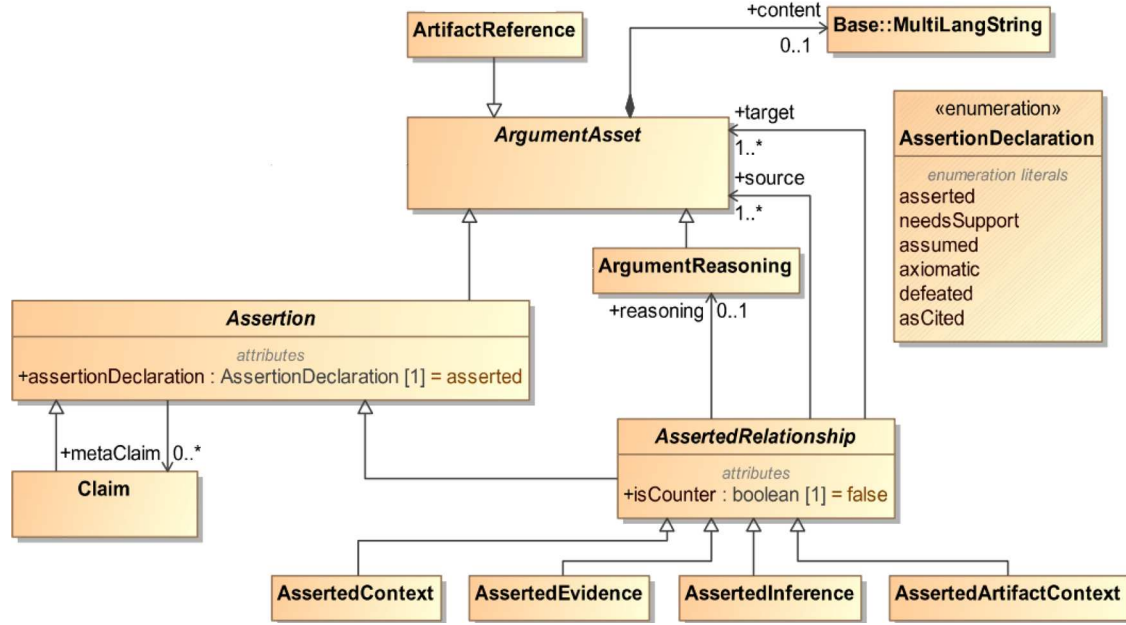 +content
ArtifactReference
Base::MultiLangString
0..1
«enumeration»
AssertionDeclaration
enumeration literals
asserted
needsSupport
assumed
axiomatic
defeated
asCited
+target
ArgumentAsset
1..*
+source
1..*
ArgumentReasoning
+reasoning 0..1
Assertion
attributes
+assertionDeclaration : AssertionDeclaration [1] = asserted
+metaClaim 0..*
Claim
AssertedRelationship
attributes
+isCounter : boolean [1] = false
AssertedContext
AssertedEvidence
AssertedInference
AssertedArtifactContext